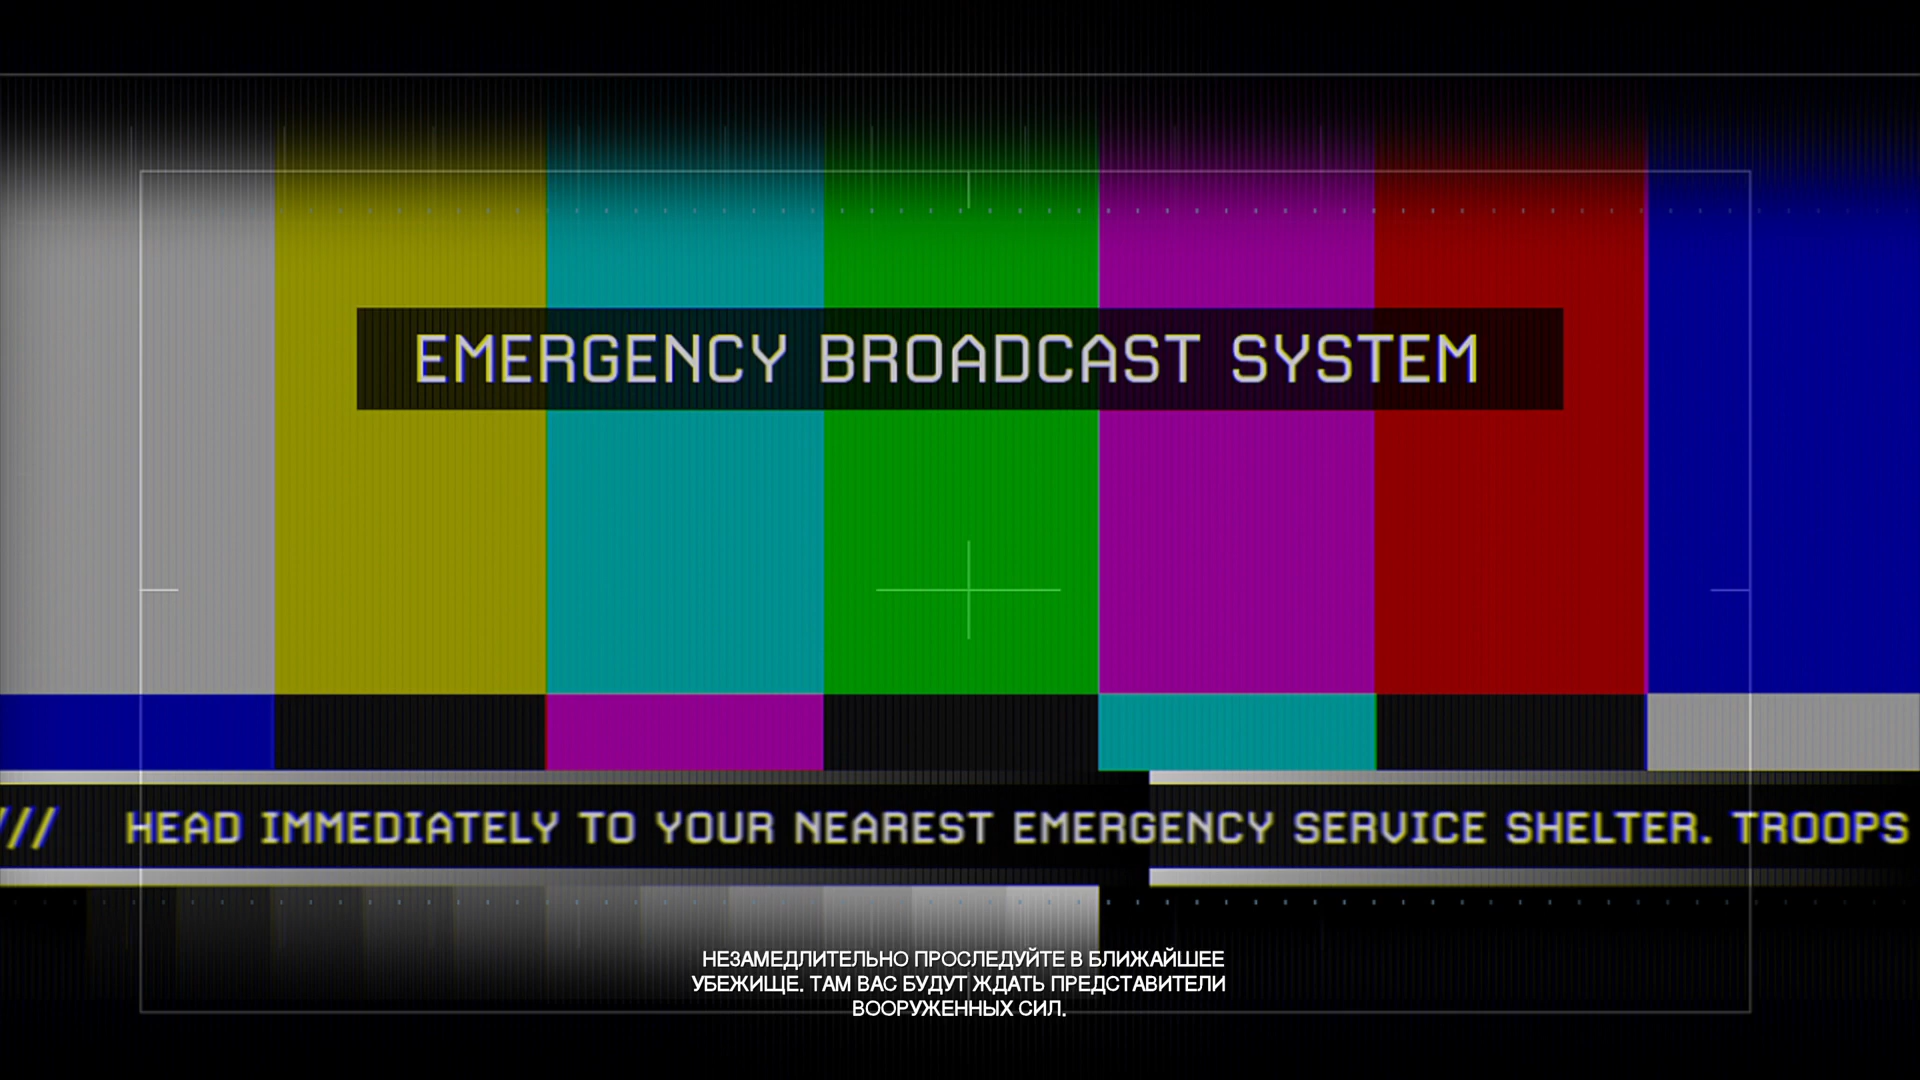 EMERGENCY BROADCAST SYSTEM
/// HEAD IMMEDIATELY TO YOUR NEAREST EMERGENCY SERVICE SHELTER. TROOPS
НЕЗАМЕДЛИТЕЛЬНО ПРОСЛЕДУЙТЕ В БЛИЖАЙШЕЕ
УБЕЖИЩЕ. ТАМ ВАС БУДУТ ЖДАТЬ ПРЕДСТАВИТЕЛИ
ВООРУЖЕННЫХ СИЛ.